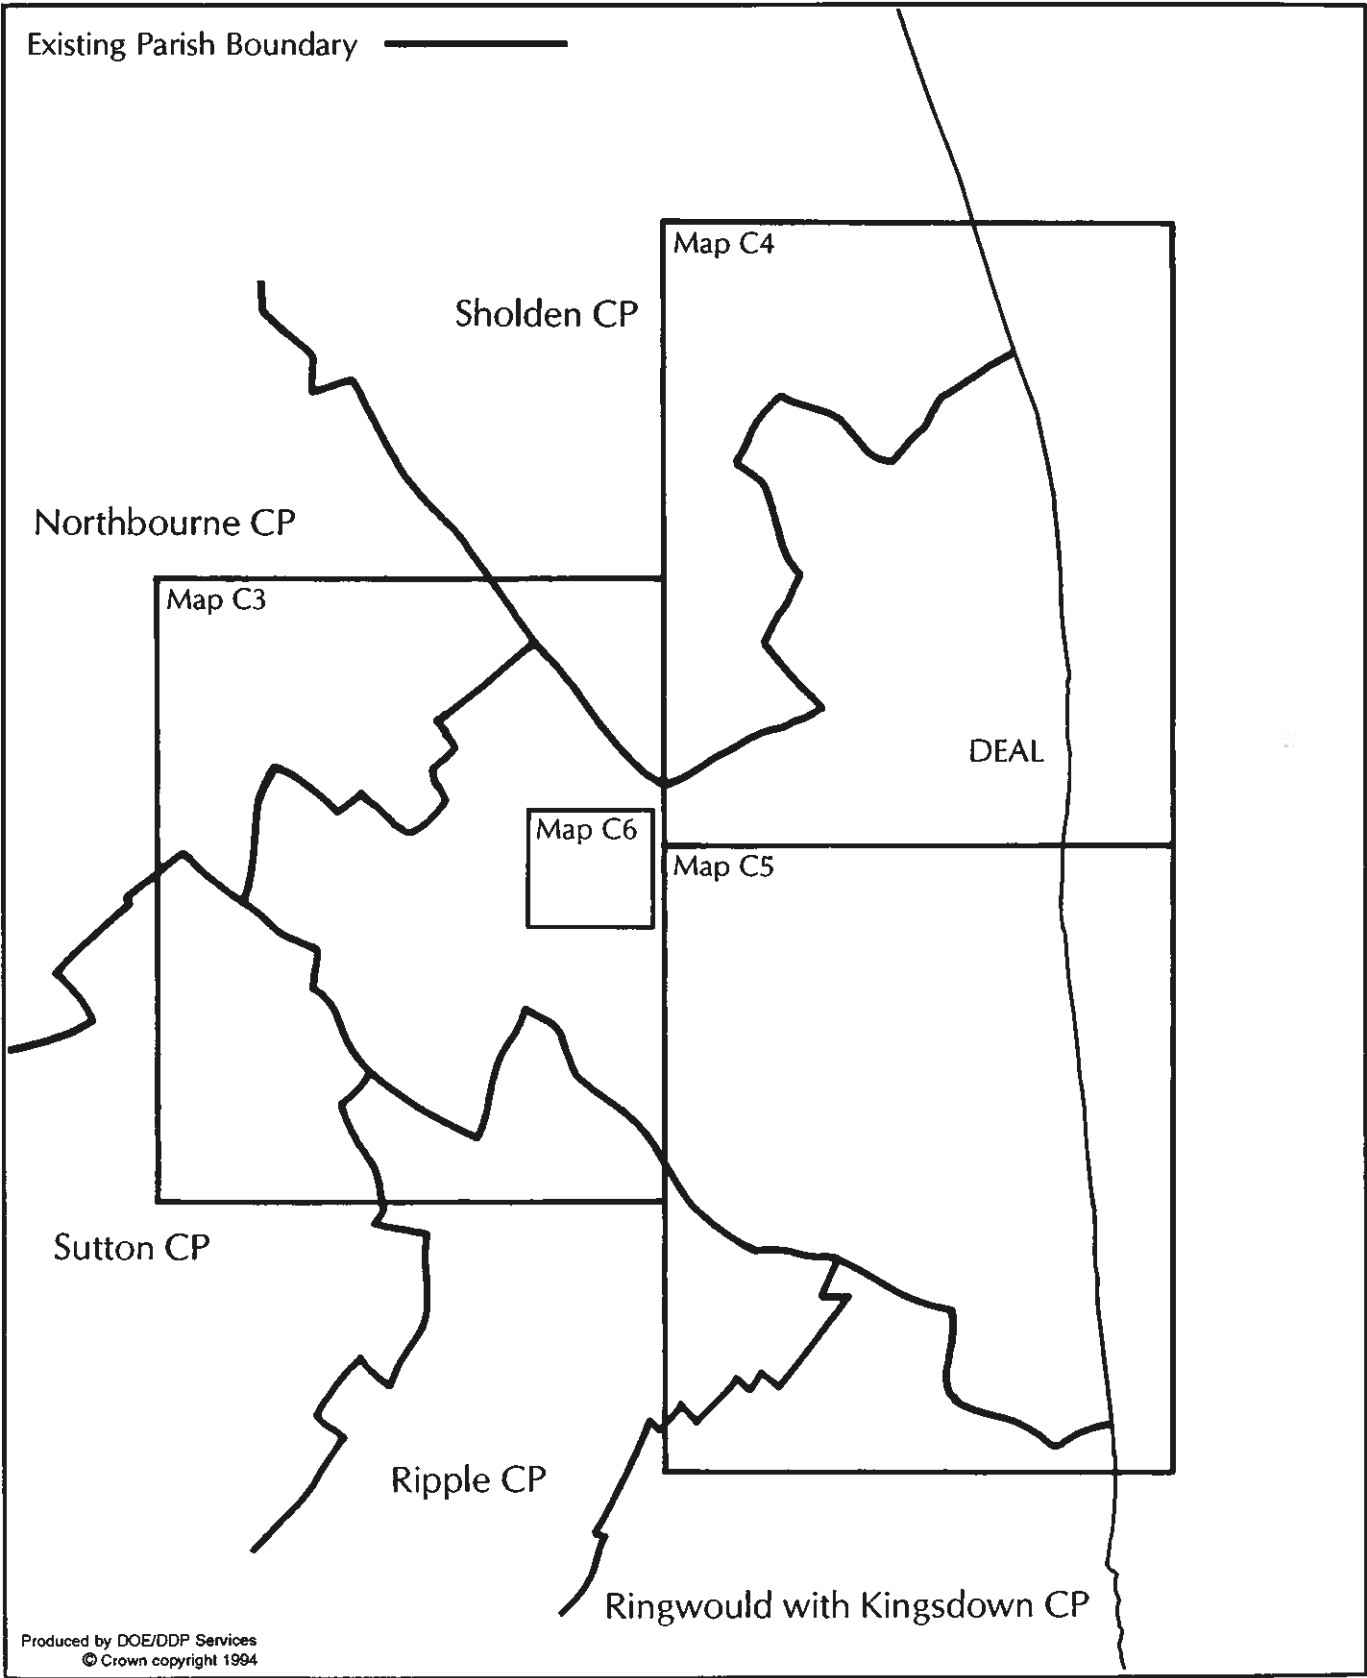 Existing Parish Boundary
Map C4
Sholden CP
Northbourne CP
Map C3
DEAL
Map C6
Map C5
Sutton CP
Ripple CP
Ringwould with Kingsdown CP
Produced by DOE/DDP Services
© Crown copyright 1994